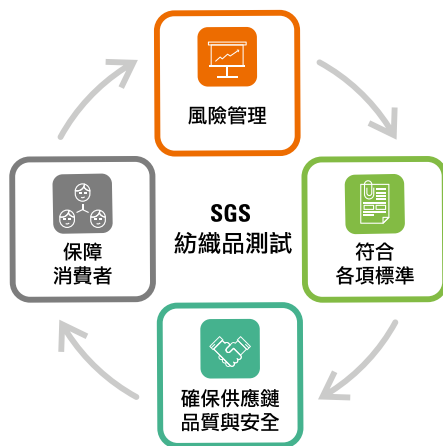 風險管理
SGS
紡織品測試
符合
各項標準
確保供應鏈
品質與安全
保障
消費者